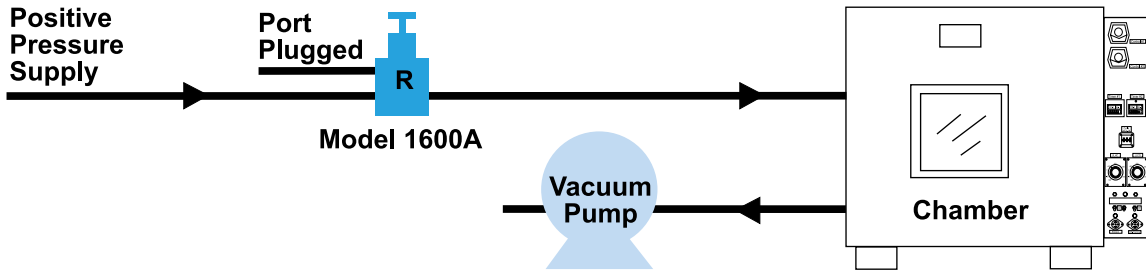 Positive
Pressure
Supply
Port
Plugged
R
Model 1600A
Vacuum
Pump
Chamber